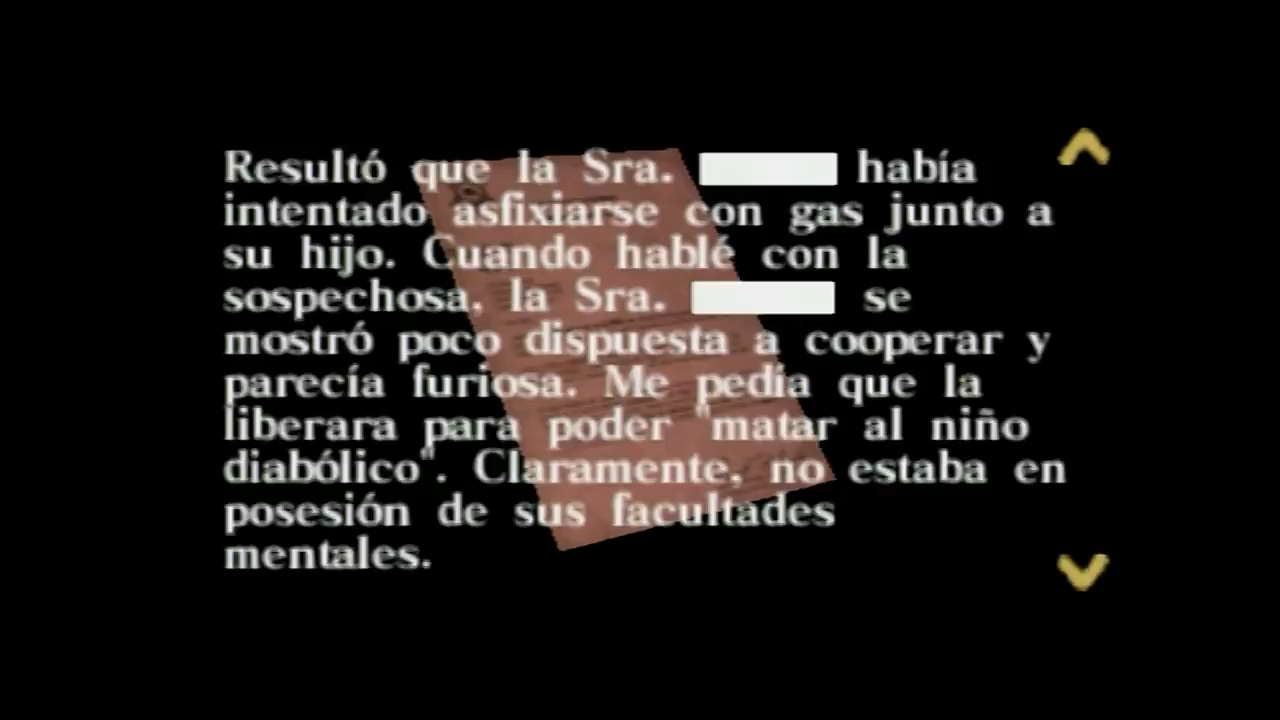 Resultó que la Sra. había
intentado asfixiarse con gas junto a
su hijo. Cuando hablé con la
sospechosa, la Sra. se
mostró poco dispuesta a cooperar y
parecía furiosa. Me pedía que la
liberara para poder "matar al niño
diabólico". Claramente, no estaba en
posesión de sus facultades
mentales.